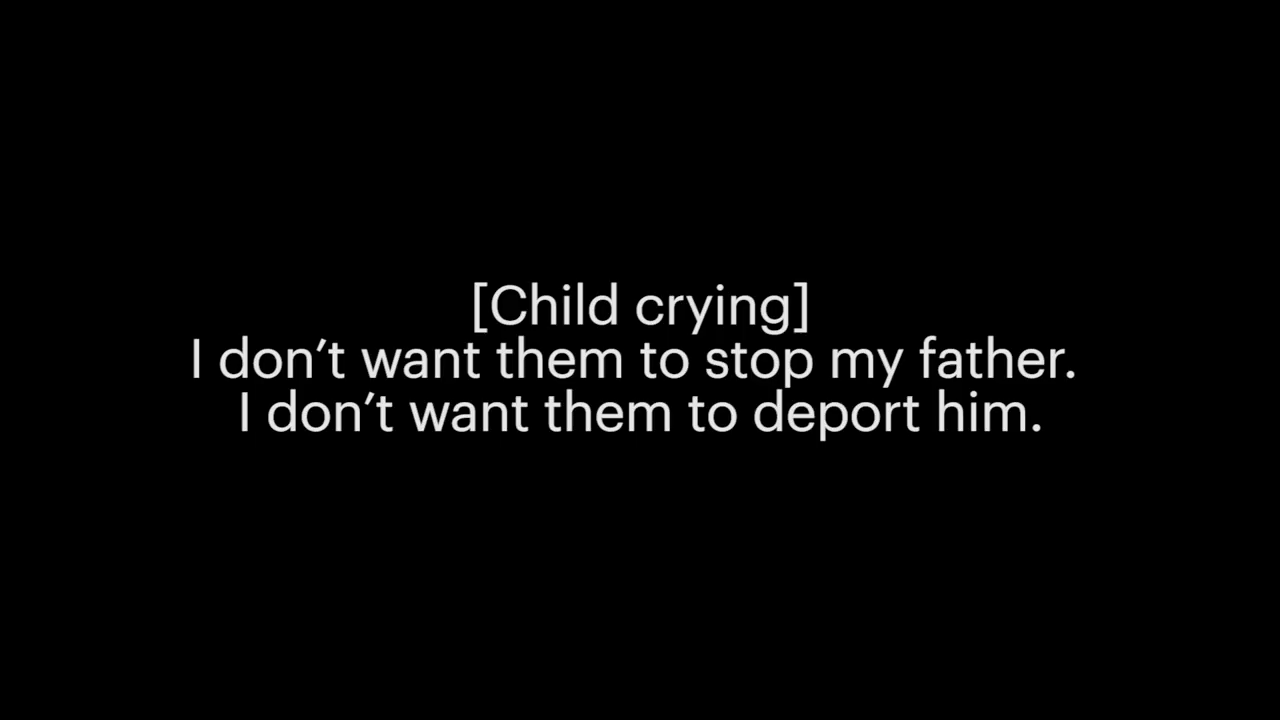 [Child crying]
I don’t want them to stop my father.
I don’t want them to deport him.